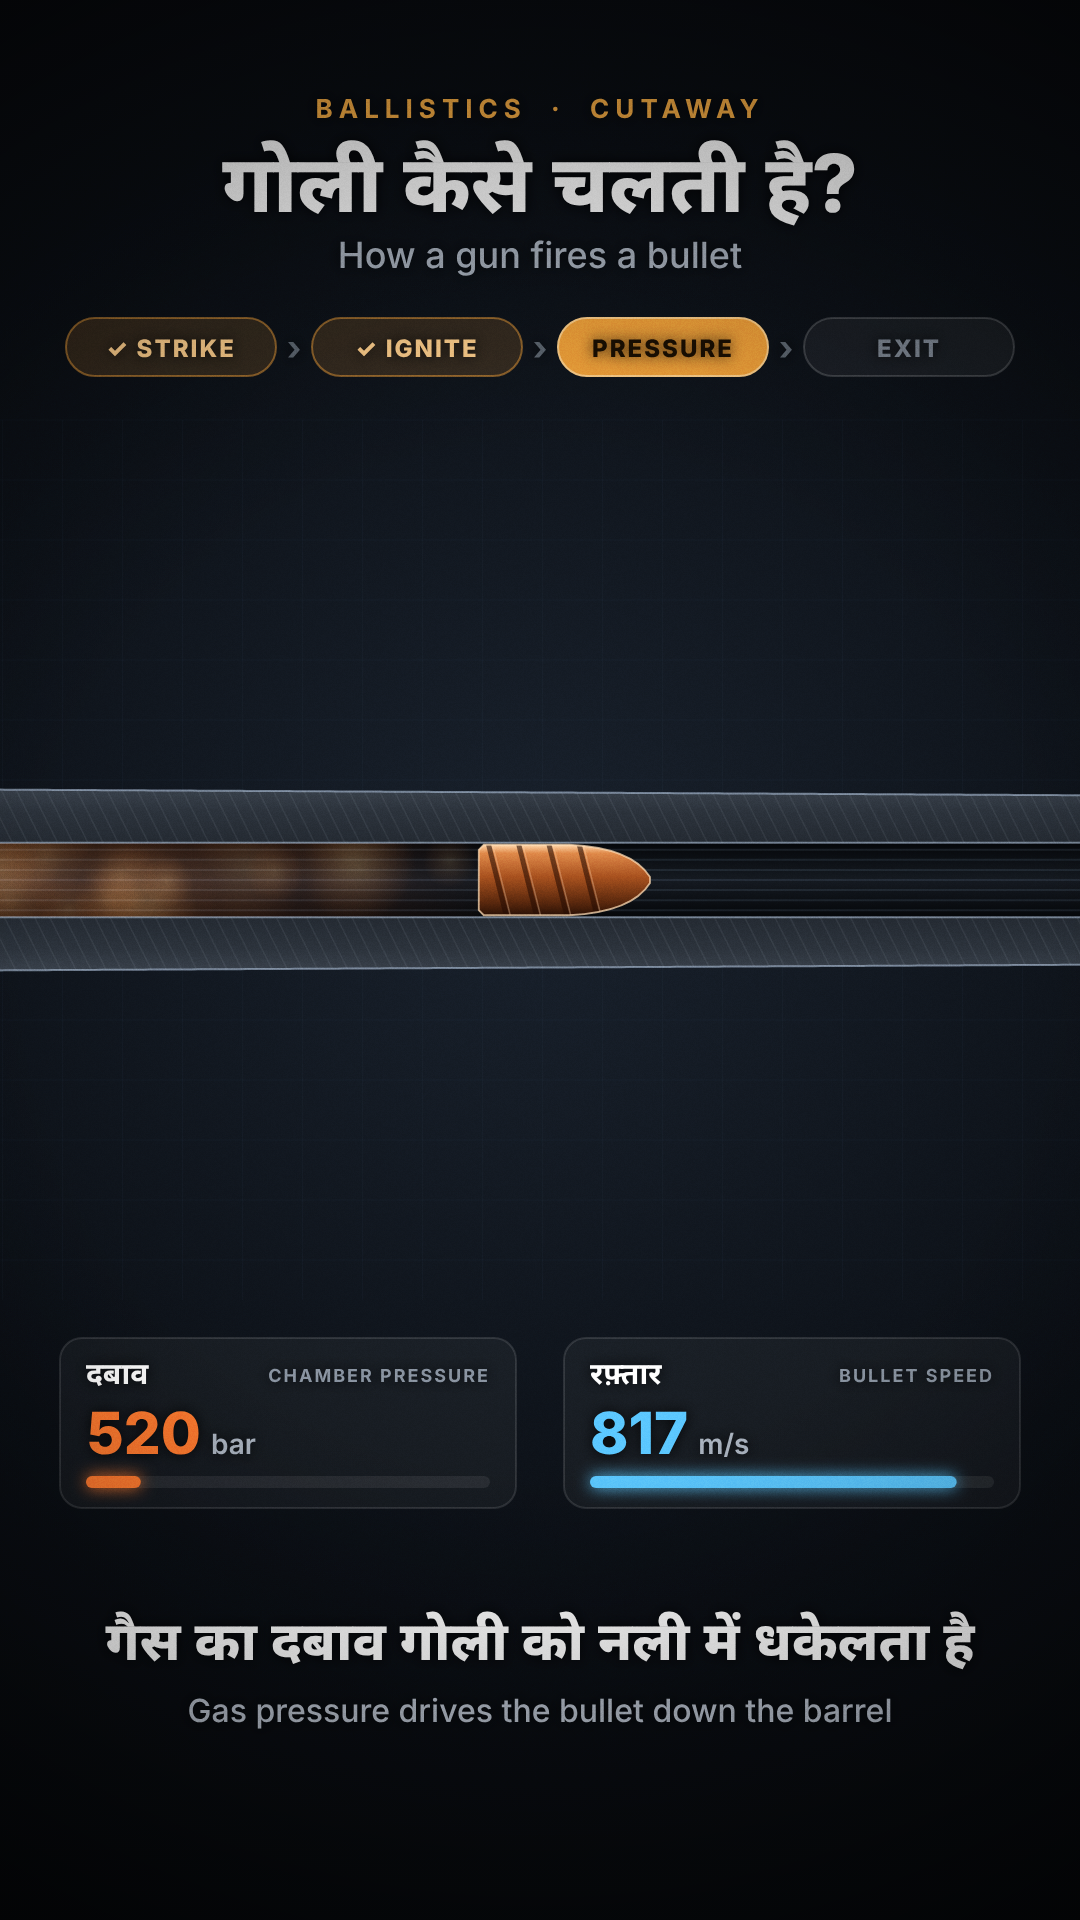 BALLISTICS · CUTAWAY
गोली कैसे चलती है?
How a gun fires a bullet
✓ STRIKE › ✓ IGNITE › PRESSURE › EXIT
दबाव CHAMBER PRESSURE
520 bar
रफ़्तार BULLET SPEED
817 m/s
गैस का दबाव गोली को नली में धकेलता है
Gas pressure drives the bullet down the barrel